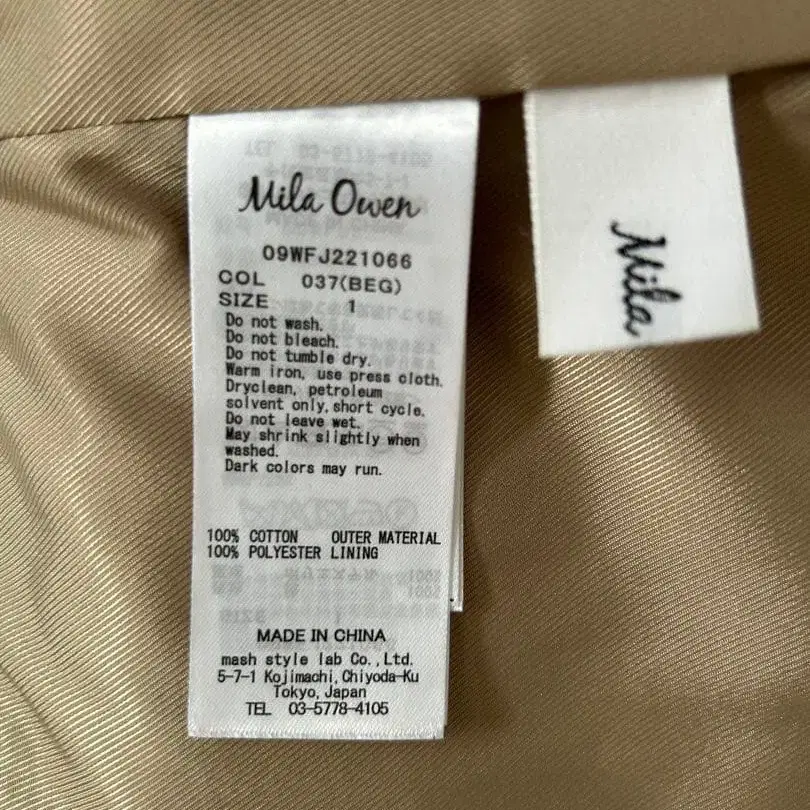 Mila Owen
09WFJ221066
COL 037(BEG)
SIZE 1
Do not wash.
Do not bleach.
Do not tumble dry.
Warm iron, use press cloth.
Dryclean, petroleum
solvent only, short cycle.
Do not leave wet.
May shrink slightly when
washed.
Dark colors may run.
100% COTTON OUTER MATERIAL
100% POLYESTER LINING
MADE IN CHINA
mash style lab Co., Ltd.
5-7-1 Kojimachi, Chiyoda-Ku
Tokyo, Japan
TEL 03-5778-4105
Mila